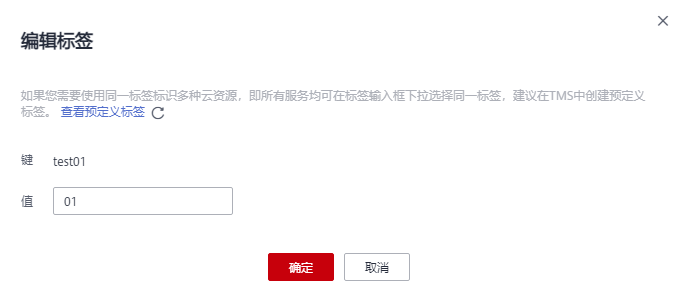 编辑标签
如果您需要使用同一标签标识多种云资源，即所有服务均可在标签输入框下拉选择同一标签，建议在TMS中创建预定义
标签。 查看预定义标签
键 test01
值 01
确定 取消